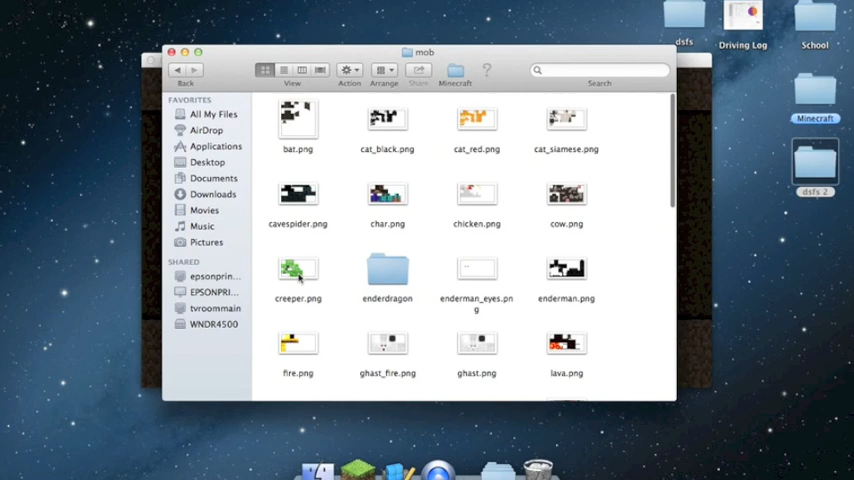 mob
dsfs
Driving Log
School
Back
View
Action
Arrange
Share
Minecraft
Search
FAVORITES
All My Files
AirDrop
Applications
Desktop
Documents
Downloads
Movies
Music
Pictures
SHARED
epsonprin...
EPSONPRI...
tvroommain
WNDR4500
bat.png
cat_black.png
cat_red.png
cat_siamese.png
cavespider.png
char.png
chicken.png
cow.png
creeper.png
enderdragon
enderman_eyes.pn
g
enderman.png
fire.png
ghast_fire.png
ghast.png
lava.png
Minecraft
dsfs 2